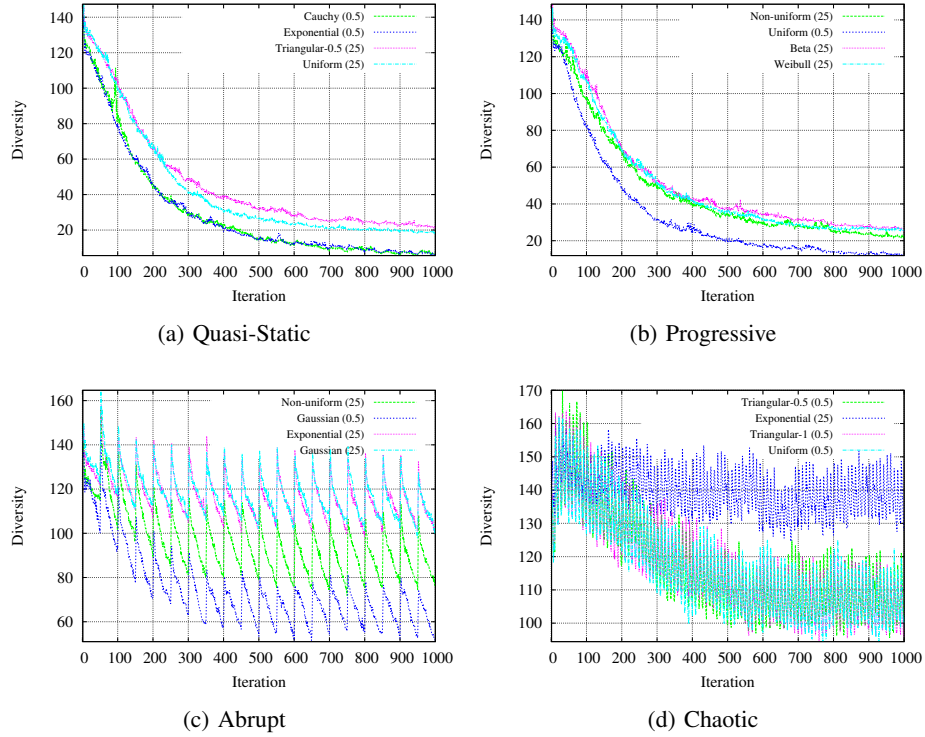 Cauchy (0.5)
Exponential (0.5)
Triangular-0.5 (25)
Uniform (25)
Diversity
140
120
100
80
60
40
20
0 100 200 300 400 500 600 700 800 900 1000
Iteration
(a) Quasi-Static
Non-uniform (25)
Uniform (0.5)
Beta (25)
Weibull (25)
Diversity
140
120
100
80
60
40
20
0 100 200 300 400 500 600 700 800 900 1000
Iteration
(b) Progressive
Non-uniform (25)
Gaussian (0.5)
Exponential (25)
Gaussian (25)
Diversity
160
140
120
100
80
60
0 100 200 300 400 500 600 700 800 900 1000
Iteration
(c) Abrupt
Triangular-0.5 (0.5)
Exponential (25)
Triangular-1 (0.5)
Uniform (0.5)
Diversity
170
160
150
140
130
120
110
100
0 100 200 300 400 500 600 700 800 900 1000
Iteration
(d) Chaotic